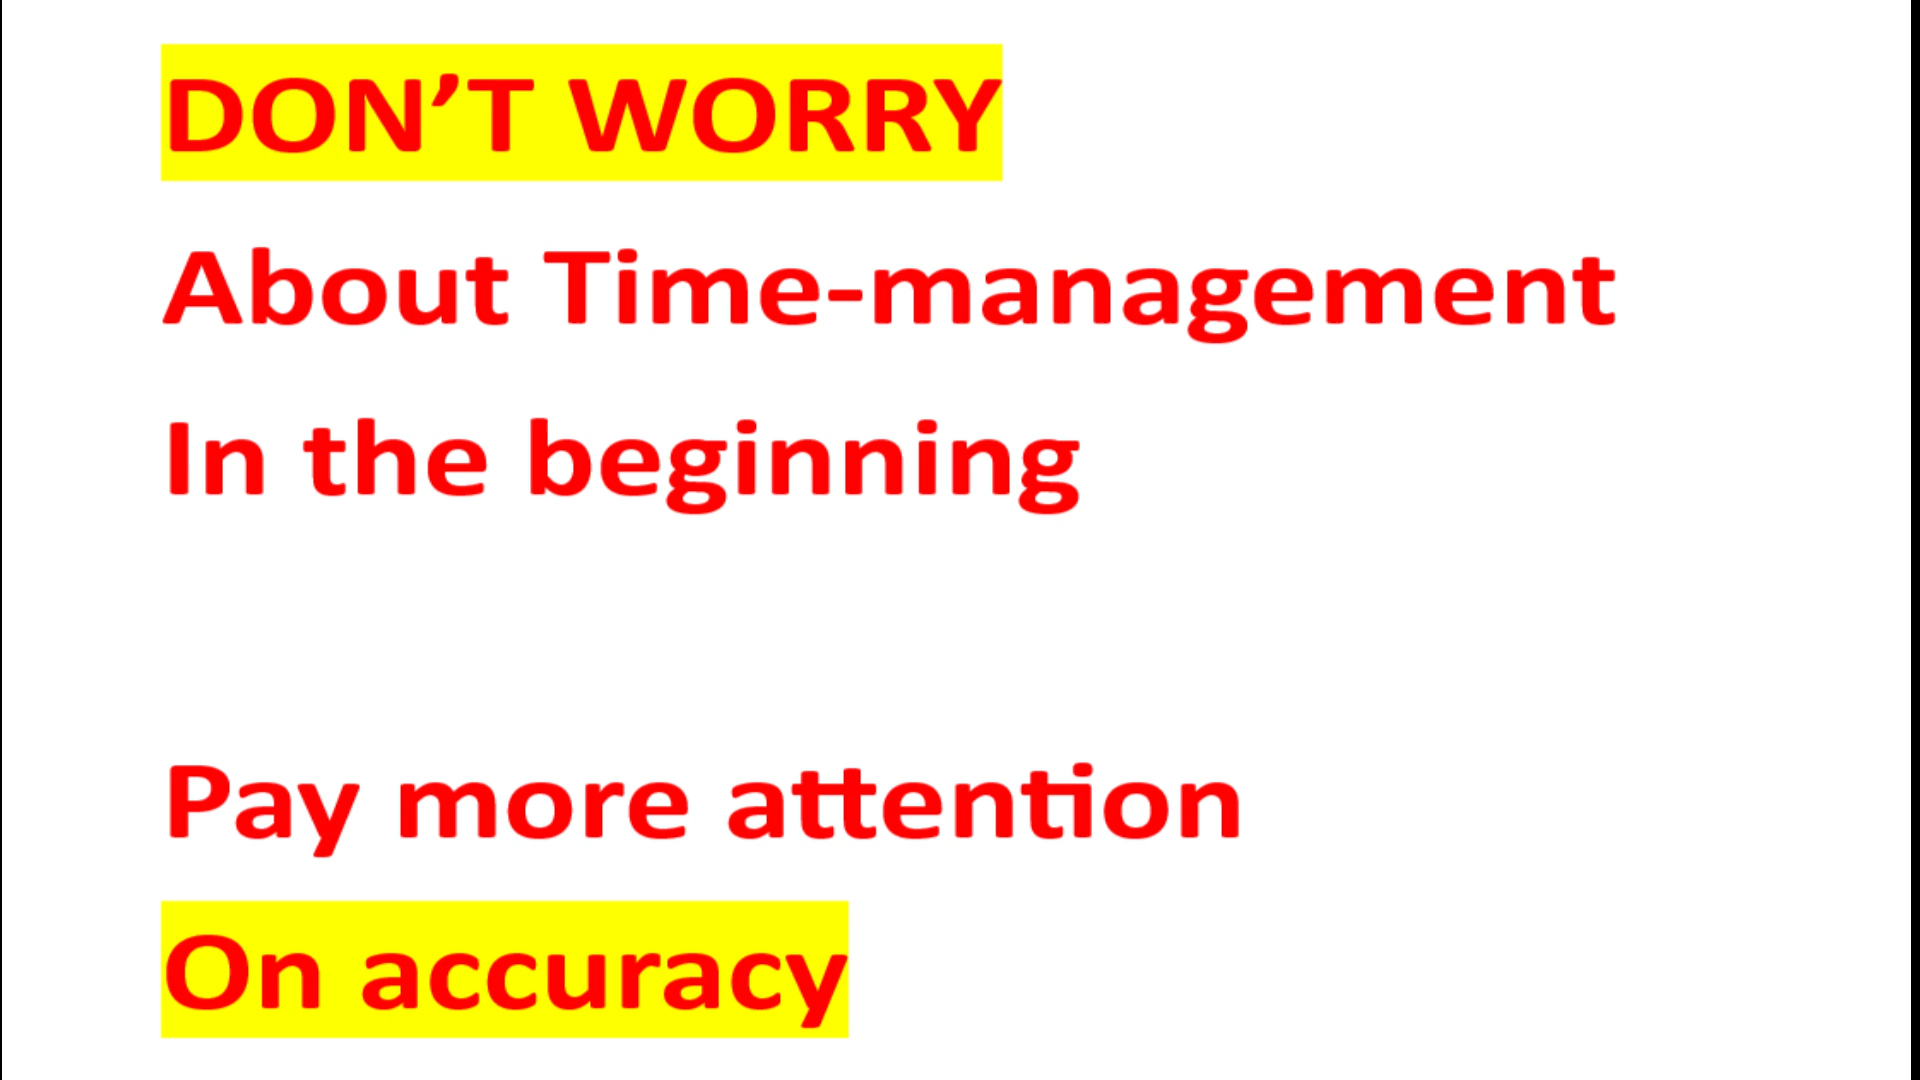 DON’T WORRY
About Time-management
In the beginning
Pay more attention
On accuracy